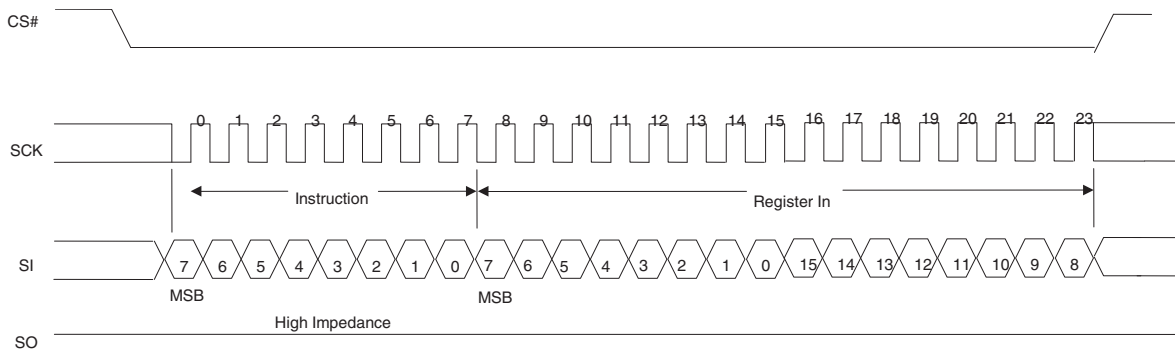 CS#
0 1 2 3 4 5 6 7 8 9 10 11 12 13 14 15 16 17 18 19 20 21 22 23
SCK
Instruction Register In
SI 7 6 5 4 3 2 1 0 7 6 5 4 3 2 1 0 15 14 13 12 11 10 9 8
MSB MSB
High Impedance
SO